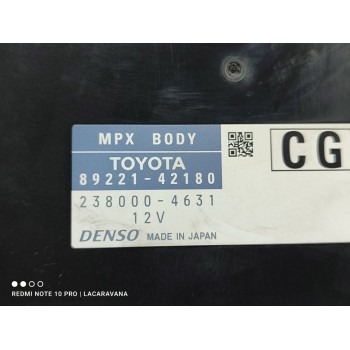 MPX BODY
TOYOTA
89221-42180
238000-4631
12V
DENSO MADE IN JAPAN
CG
REDMI NOTE 10 PRO | LACARAVANA